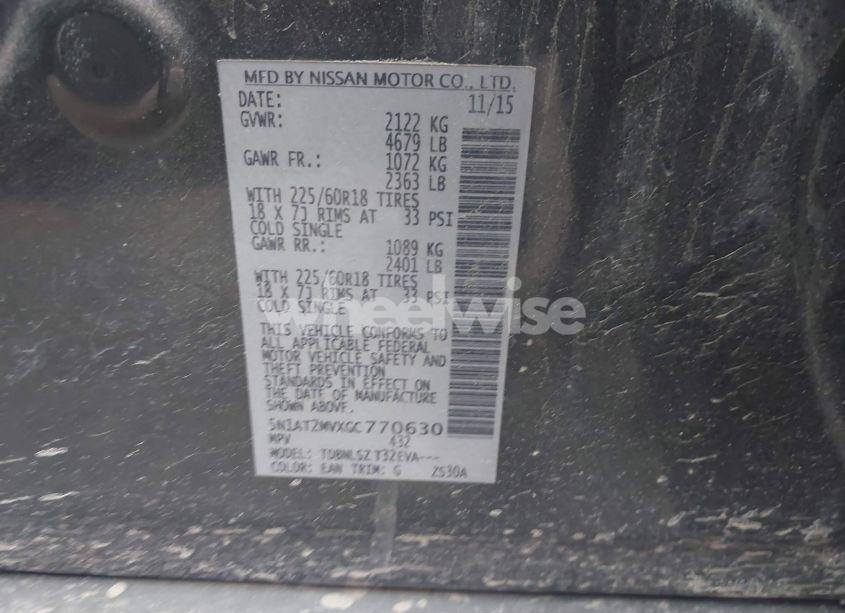 MFD BY NISSAN MOTOR CO., LTD.
DATE: 11/15
GVWR: 2122 KG
4679 LB
GAWR FR.: 1072 KG
2363 LB
WITH 225/60R18 TIRES
18 X 7J RIMS AT 33 PSI
COLD SINGLE
GAWR RR.: 1089 KG
2401 LB
WITH 225/60R18 TIRES
18 X 7J RIMS AT 33 PSI
COLD SINGLE
wheelwise
THIS VEHICLE CONFORMS TO
ALL APPLICABLE FEDERAL
MOTOR VEHICLE SAFETY AND
THEFT PREVENTION
STANDARDS IN EFFECT ON
THE DATE OF MANUFACTURE
SHOWN ABOVE.
5N1AT2MVXGC770630
MPV 432
MODEL: TDBNLSZ T32EVA---
COLOR: EAN TRIM: G ZS30A